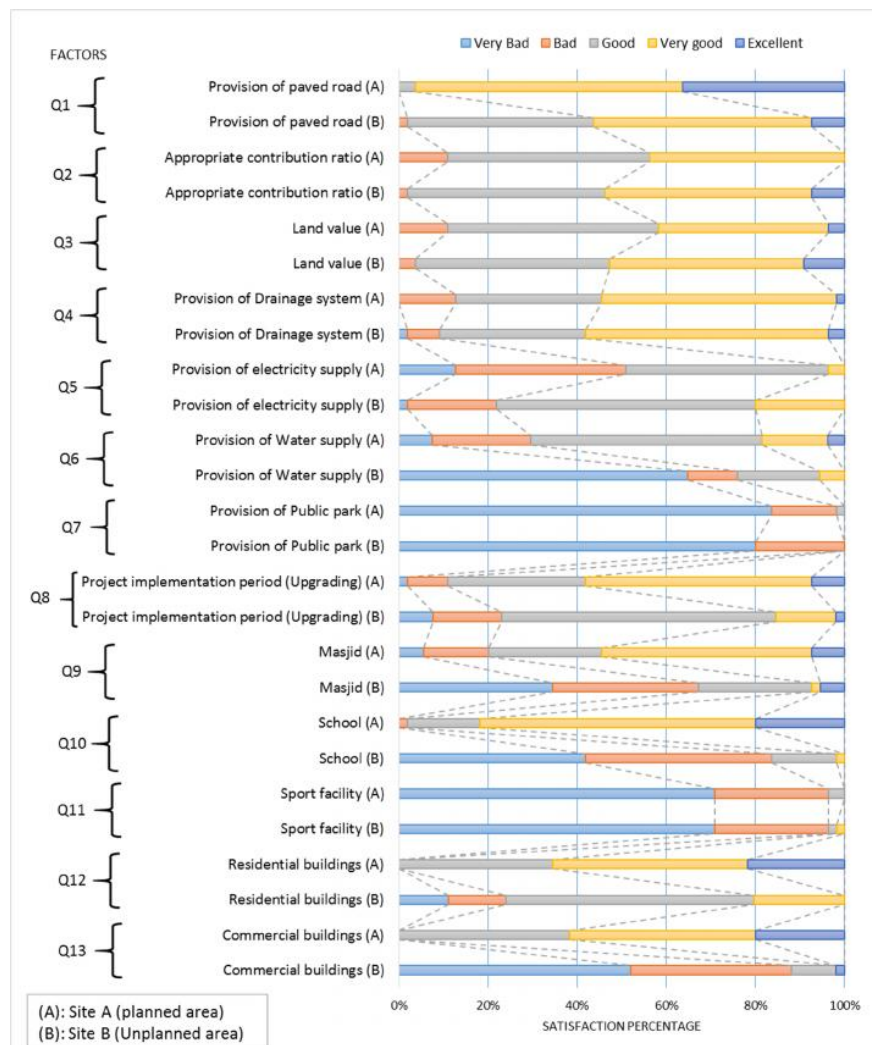 Very Bad Bad Good Very good Excellent
FACTORS
Q1
Provision of paved road (A)
Provision of paved road (B)
Q2
Appropriate contribution ratio (A)
Appropriate contribution ratio (B)
Q3
Land value (A)
Land value (B)
Q4
Provision of Drainage system (A)
Provision of Drainage system (B)
Q5
Provision of electricity supply (A)
Provision of electricity supply (B)
Q6
Provision of Water supply (A)
Provision of Water supply (B)
Q7
Provision of Public park (A)
Provision of Public park (B)
Q8
Project implementation period (Upgrading) (A)
Project implementation period (Upgrading) (B)
Q9
Masjid (A)
Masjid (B)
Q10
School (A)
School (B)
Q11
Sport facility (A)
Sport facility (B)
Q12
Residential buildings (A)
Residential buildings (B)
Q13
Commercial buildings (A)
Commercial buildings (B)
0% 20% 40% 60% 80% 100%
SATISFACTION PERCENTAGE
(A): Site A (planned area)
(B): Site B (Unplanned area)